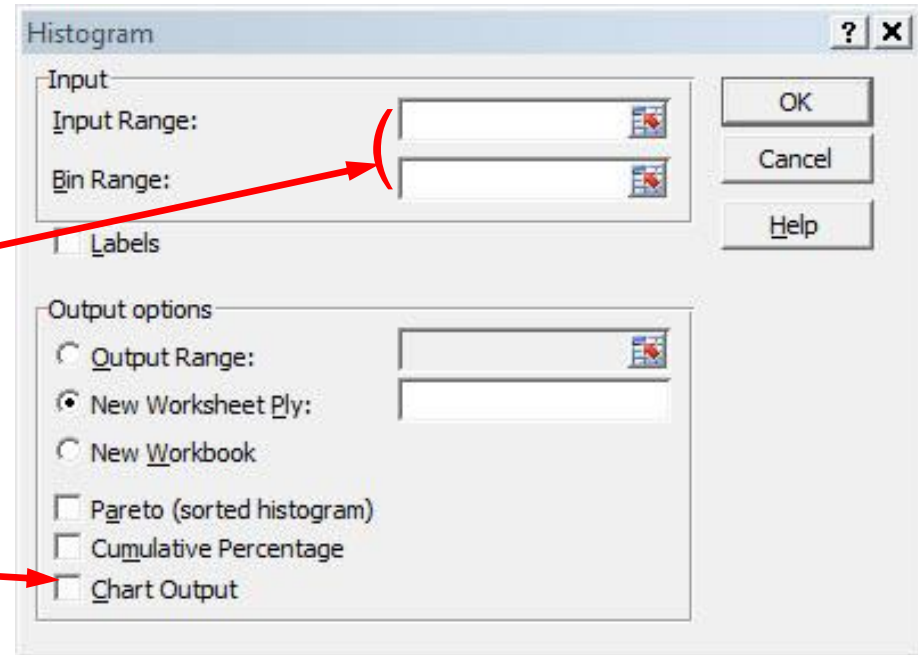 Histogram
Input
Input Range:
Bin Range:
Labels
OK
Cancel
Help
Output options
Output Range:
New Worksheet Ply:
New Workbook
Pareto (sorted histogram)
Cumulative Percentage
Chart Output